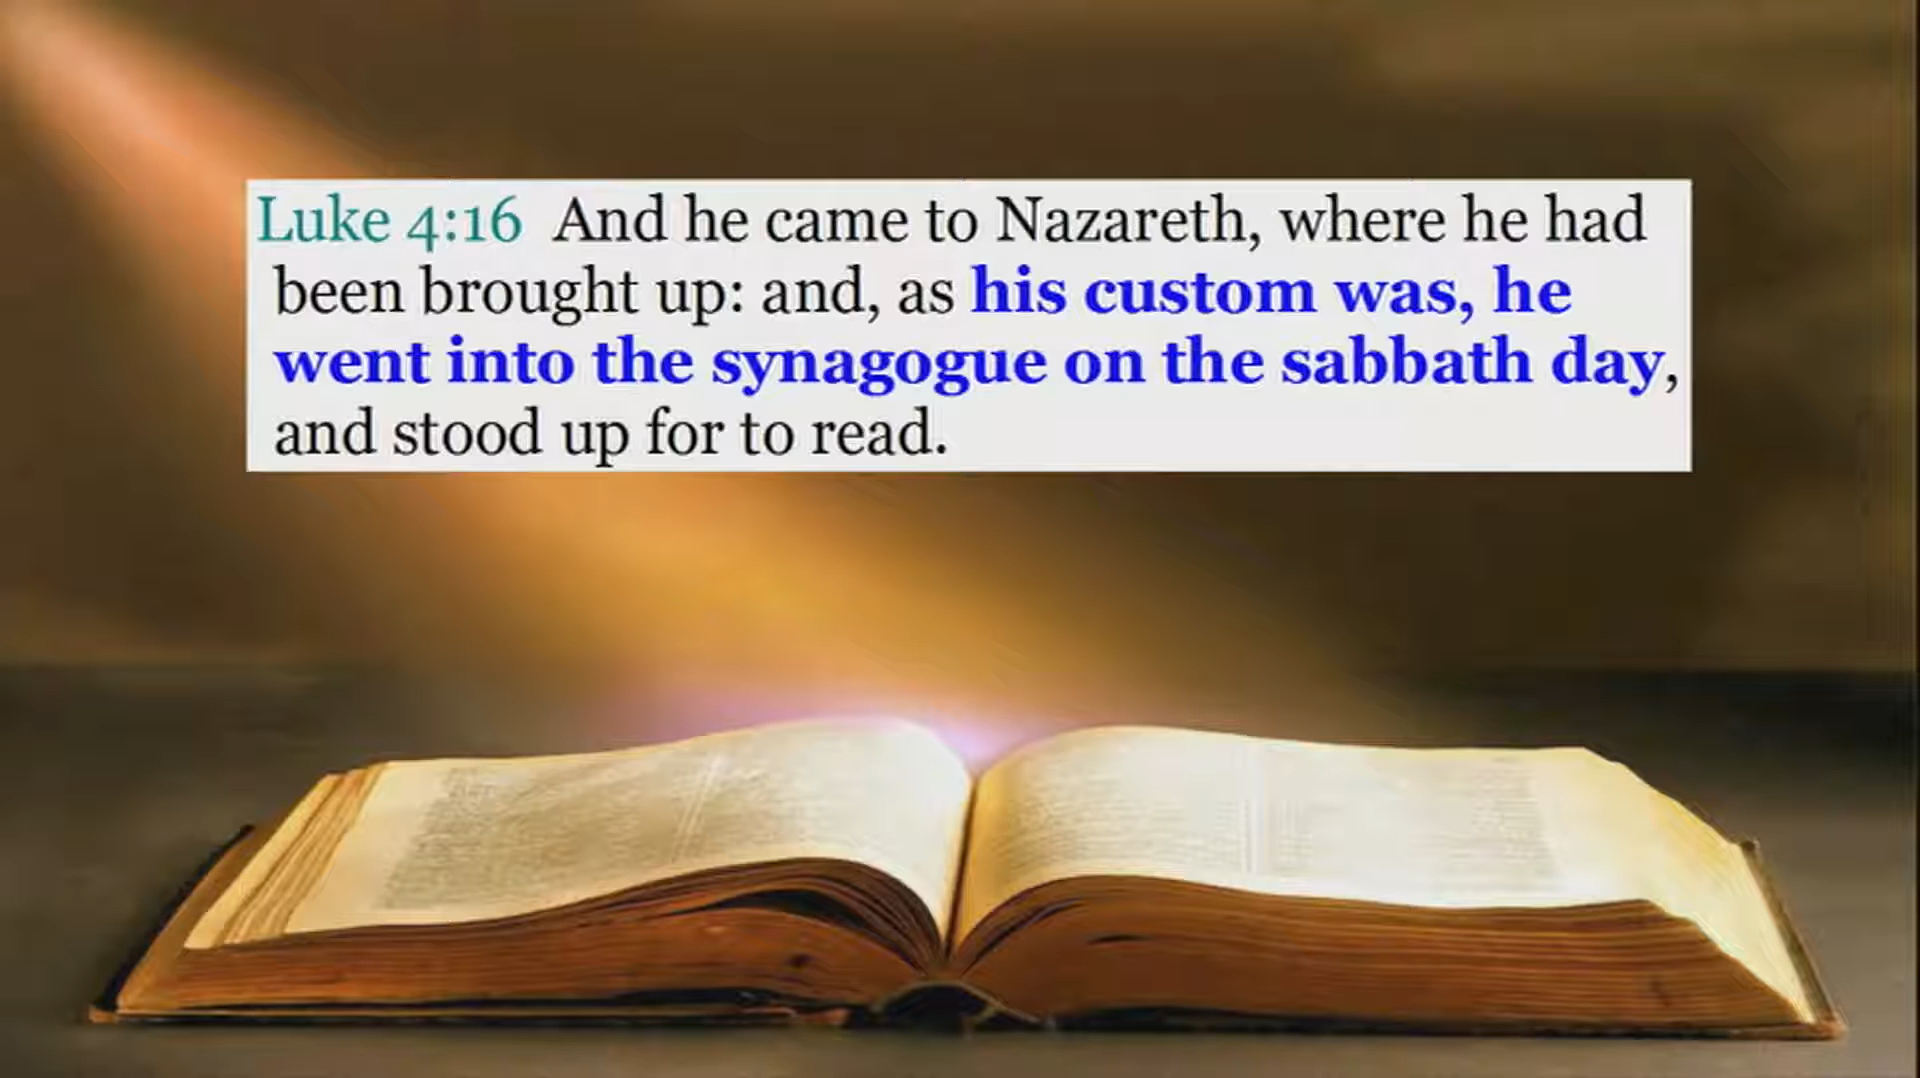 Luke 4:16 And he came to Nazareth, where he had
been brought up: and, as his custom was, he
went into the synagogue on the sabbath day,
and stood up for to read.